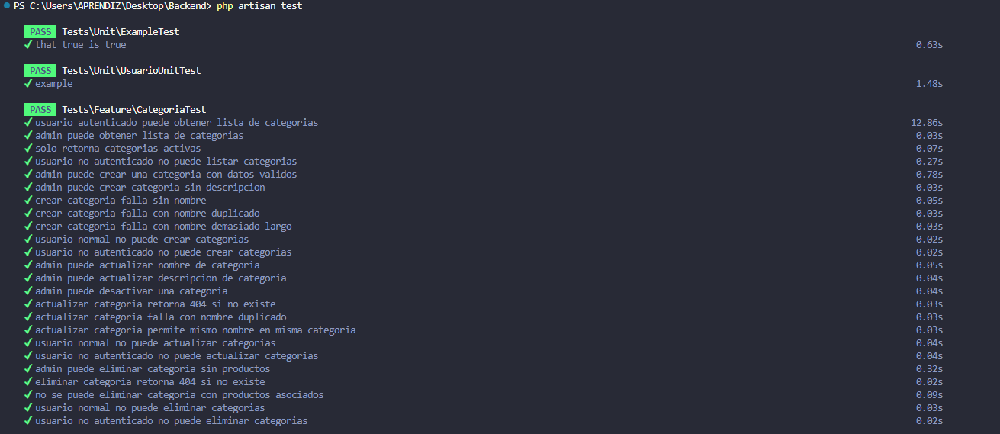 PS C:\Users\APRENDIZ\Desktop\Backend> php artisan test
PASS Tests\Unit\ExampleTest
✓ that true is true 0.63s
PASS Tests\Unit\UsuarioUnitTest
✓ example 1.48s
PASS Tests\Feature\CategoriaTest
✓ usuario autenticado puede obtener lista de categorias 12.86s
✓ admin puede obtener lista de categorias 0.03s
✓ solo retorna categorias activas 0.07s
✓ usuario no autenticado no puede listar categorias 0.27s
✓ admin puede crear una categoria con datos validos 0.78s
✓ admin puede crear categoria sin descripcion 0.03s
✓ crear categoria falla sin nombre 0.05s
✓ crear categoria falla con nombre duplicado 0.03s
✓ crear categoria falla con nombre demasiado largo 0.03s
✓ usuario normal no puede crear categorias 0.02s
✓ usuario no autenticado no puede crear categorias 0.02s
✓ admin puede actualizar nombre de categoria 0.05s
✓ admin puede actualizar descripcion de categoria 0.04s
✓ admin puede desactivar una categoria 0.04s
✓ actualizar categoria retorna 404 si no existe 0.03s
✓ actualizar categoria falla con nombre duplicado 0.03s
✓ actualizar categoria permite mismo nombre en misma categoria 0.03s
✓ usuario normal no puede actualizar categorias 0.04s
✓ usuario no autenticado no puede actualizar categorias 0.04s
✓ admin puede eliminar categoria sin productos 0.32s
✓ eliminar categoria retorna 404 si no existe 0.02s
✓ no se puede eliminar categoria con productos asociados 0.09s
✓ usuario normal no puede eliminar categorias 0.03s
✓ usuario no autenticado no puede eliminar categorias 0.02s